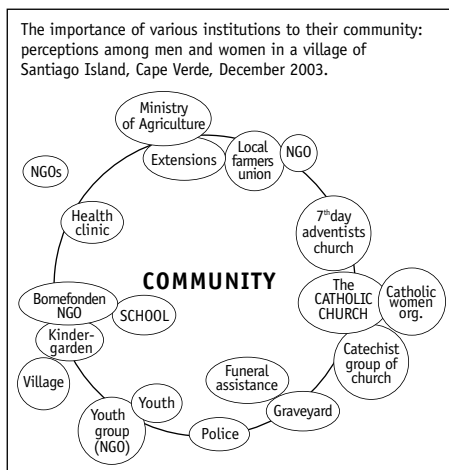 The importance of various institutions to their community:
perceptions among men and women in a village of
Santiago Island, Cape Verde, December 2003.
Ministry
of Agriculture
Extensions
Local
farmers
union
NGO
NGOs
Health
clinic
7th day
adventists
church
COMMUNITY
The
CATHOLIC
CHURCH
Catholic
women
org.
Bornefonden
NGO
SCHOOL
Kinder-
garden
Catechist
group of
church
Village
Funeral
assistance
Youth
Graveyard
Youth
group
(NGO)
Police